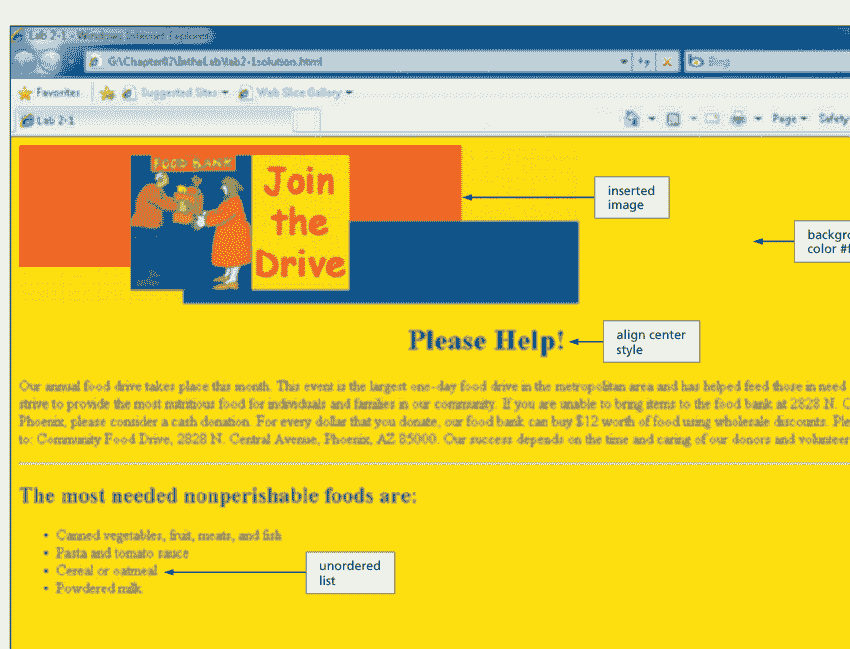 Lab 2-1 - Windows Internet Explorer
G:\Chapter02\IntheLab\lab2-1solution.html
Bing
Favorites
Suggested Sites
Web Slice Gallery
Lab 2-1
Page
Safety
FOOD BANK
Join
the
Drive
inserted
image
color
Please Help!
align center
style
Our annual food drive takes place this month. This event is the largest one-day food drive in the metropolitan area and has helped feed those in need
strive to provide the most nutritious food for individuals and families in our community. If you are unable to bring items to the food bank at 2828 N. C
Phoenix, please consider a cash donation. For every dollar that you donate, our food bank can buy $12 worth of food using wholesale discounts. Ple
to: Community Food Drive, 2828 N. Central Avenue, Phoenix, AZ 85000. Our success depends on the time and caring of our donors and volunteer
The most needed nonperishable foods are:
• Canned vegetables, fruit, meats, and fish
• Pasta and tomato sauce
• Cereal or oatmeal
• Powdered milk
unordered
list